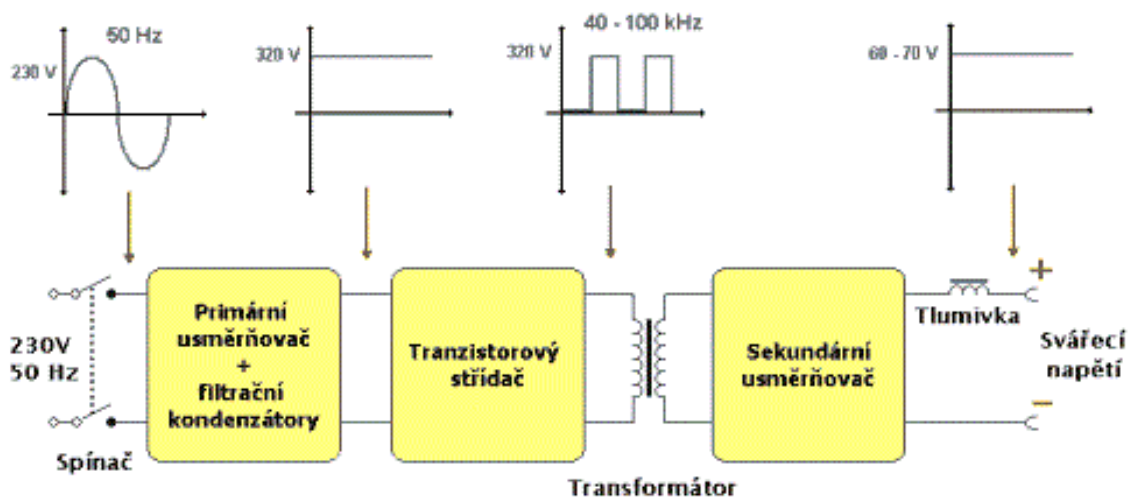 50 Hz
230 V
320 V
40 - 100 kHz
320 V
60 - 70 V
230V
50 Hz
Spínač
Primární
usměrňovač
+
filtrační
kondenzátory
Tranzistorový
střídač
Transformátor
Sekundární
usměrňovač
Tlumivka
+
Svářecí
napětí
−